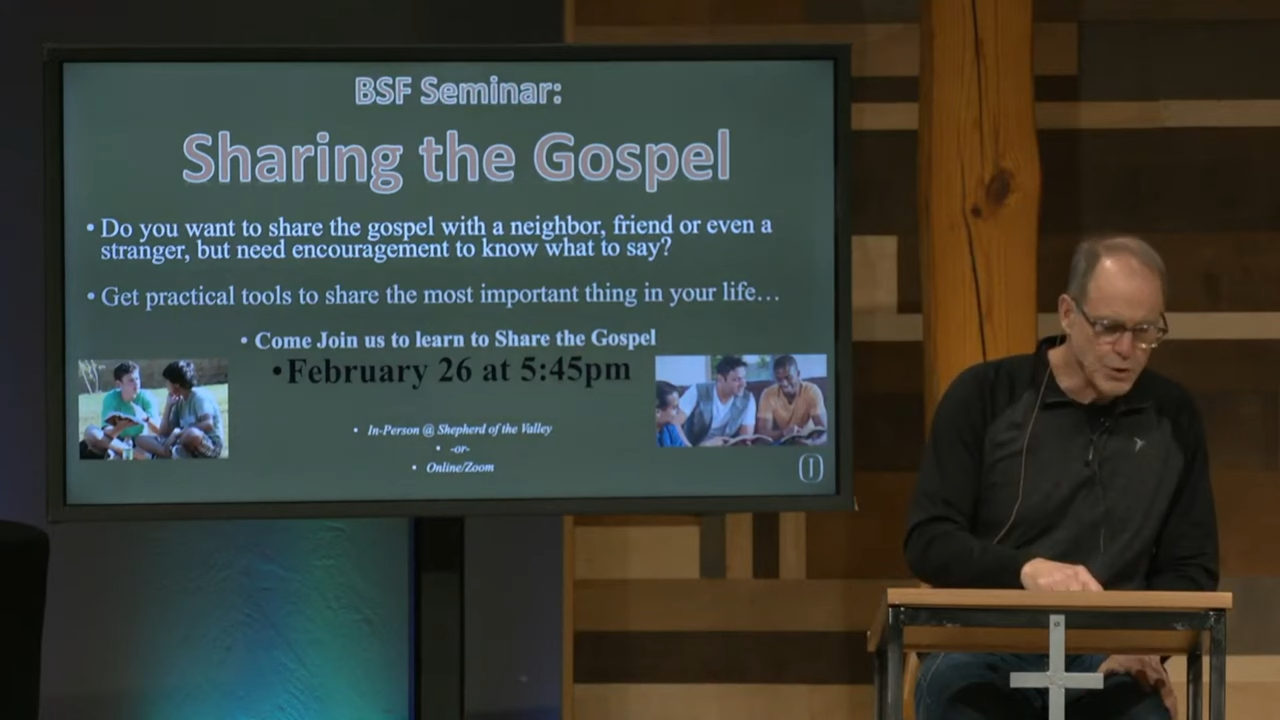 BSF Seminar:
Sharing the Gospel
• Do you want to share the gospel with a neighbor, friend or even a
stranger, but need encouragement to know what to say?
• Get practical tools to share the most important thing in your life…
• Come Join us to learn to Share the Gospel
•February 26 at 5:45pm
• In-Person @ Shepherd of the Valley
• -or-
• Online/Zoom